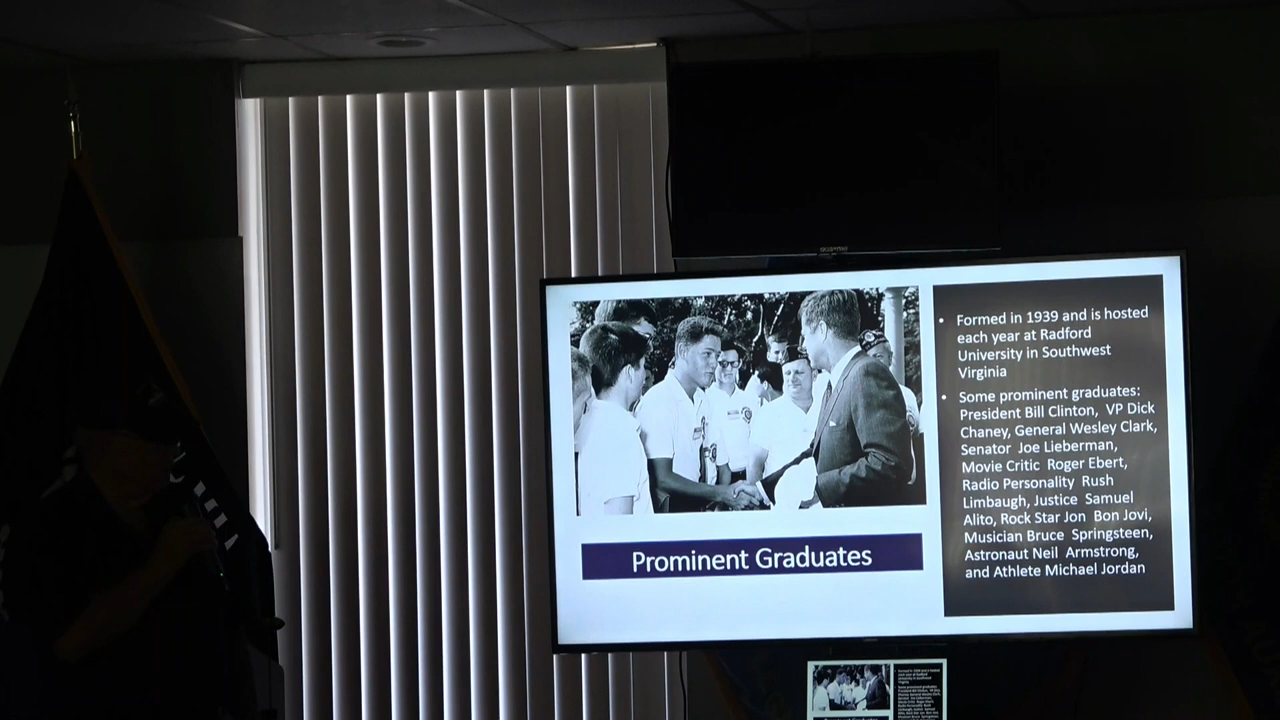 Formed in 1939 and is hosted
each year at Radford
University in Southwest
Virginia
Some prominent graduates:
President Bill Clinton, VP Dick
Chaney, General Wesley Clark,
Senator Joe Lieberman,
Movie Critic Roger Ebert,
Radio Personality Rush
Limbaugh, Justice Samuel
Alito, Rock Star Jon Bon Jovi,
Musician Bruce Springsteen,
Astronaut Neil Armstrong,
and Athlete Michael Jordan
Prominent Graduates